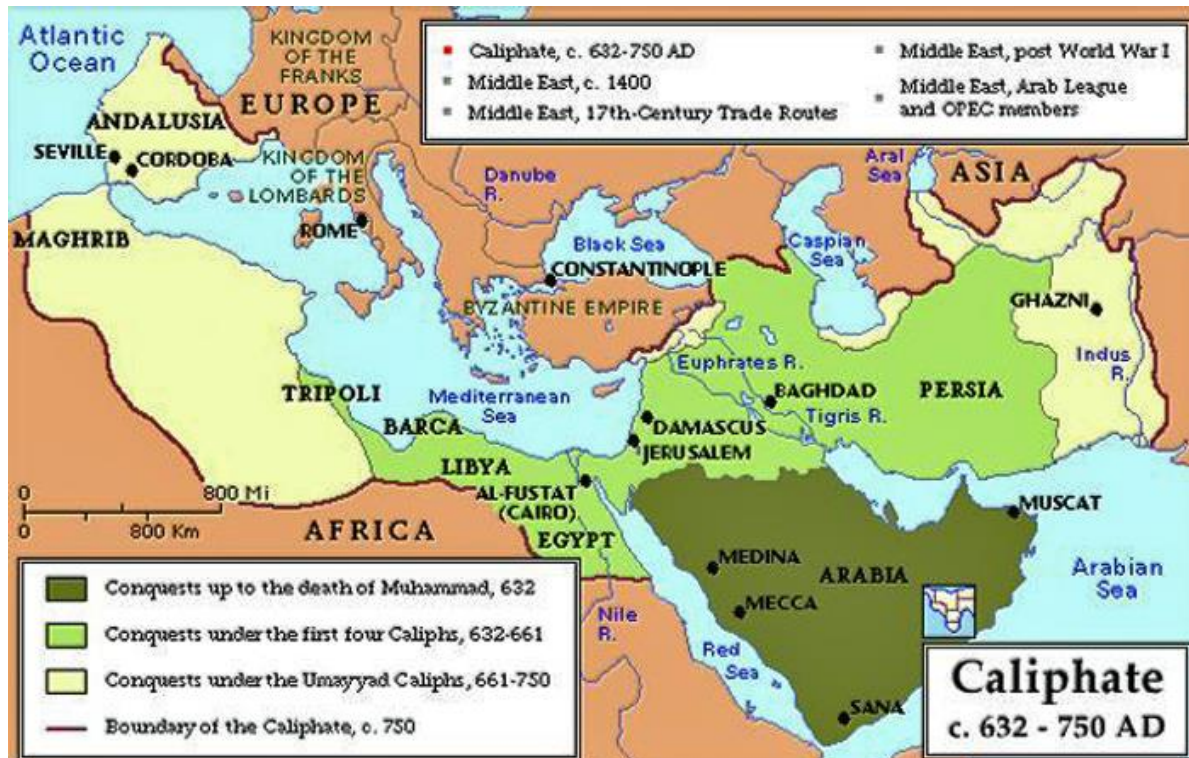 Atlantic
Ocean
KINGDOM
OF THE
FRANKS
EUROPE
Caliphate, c. 632-750 AD
Middle East, c. 1400
Middle East, 17th-Century Trade Routes
Middle East, post World War I
Middle East, Arab League
and OPEC members
ANDALUSIA
SEVILLE
CORDOBA
KINGDOM
OF THE
LOMBARDS
ROME
Danube
R.
Aral
Sea
ASIA
MAGHRIB
Black Sea
CONSTANTINOPLE
Caspian
Sea
BYZANTINE EMPIRE
GHAZNI
Euphrates R.
Indus
R.
TRIPOLI
Mediterranean
Sea
BAGHDAD
PERSIA
Tigris R.
BARCA
DAMASCUS
JERUSALEM
LIBYA
0 800 Mi
0 800 Km
AL-FUSTAT
(CAIRO)
MUSCAT
AFRICA
EGYPT
MEDINA
ARABIA
Arabian
Sea
MECCA
Nile
R.
Red
Sea
SANA
Conquests up to the death of Muhammad, 632
Conquests under the first four Caliphs, 632-661
Conquests under the Umayyad Caliphs, 661-750
Boundary of the Caliphate, c. 750
Caliphate
c. 632 - 750 AD